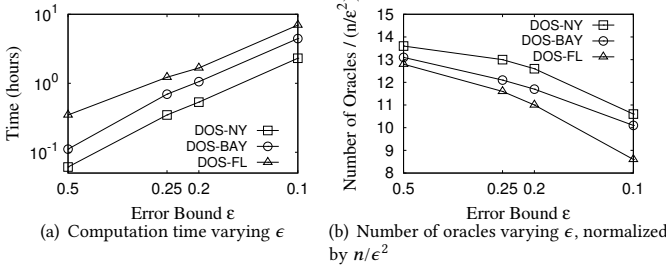 10^1
10^0
10^-1
Time (hours)
DOS-NY
DOS-BAY
DOS-FL
0.5 0.25 0.2 0.1
Error Bound ε
(a) Computation time varying ϵ
15
14
13
12
11
10
9
8
Number of Oracles / (n/ε²
DOS-NY
DOS-BAY
DOS-FL
0.5 0.25 0.2 0.1
Error Bound ε
(b) Number of oracles varying ϵ, normalized
by n/ϵ²